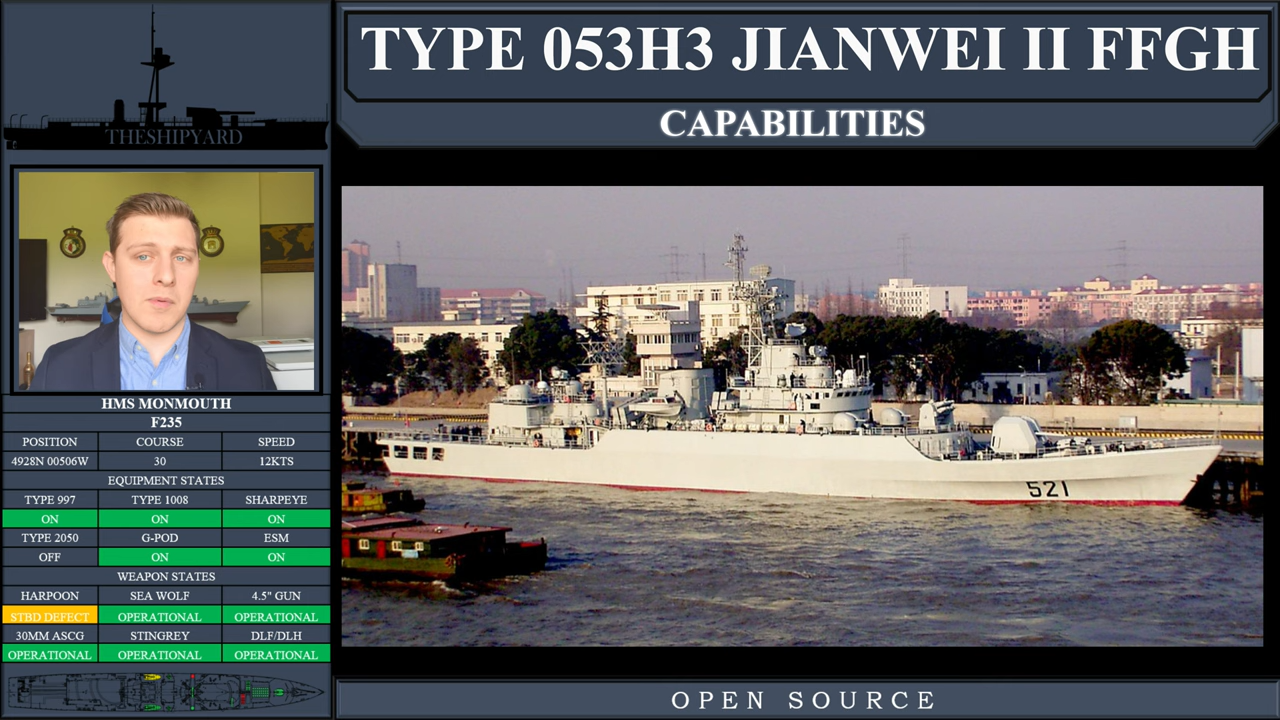 TYPE 053H3 JIANWEI II FFGH
CAPABILITIES
THESHIPYARD
521
HMS MONMOUTH
F235
POSITION COURSE SPEED
4928N 00506W 30 12KTS
EQUIPMENT STATES
TYPE 997 TYPE 1008 SHARPEYE
ON ON ON
TYPE 2050 G-POD ESM
OFF ON ON
WEAPON STATES
HARPOON SEA WOLF 4.5" GUN
STBD DEFECT OPERATIONAL OPERATIONAL
30MM ASCG STINGREY DLF/DLH
OPERATIONAL OPERATIONAL OPERATIONAL
OPEN SOURCE